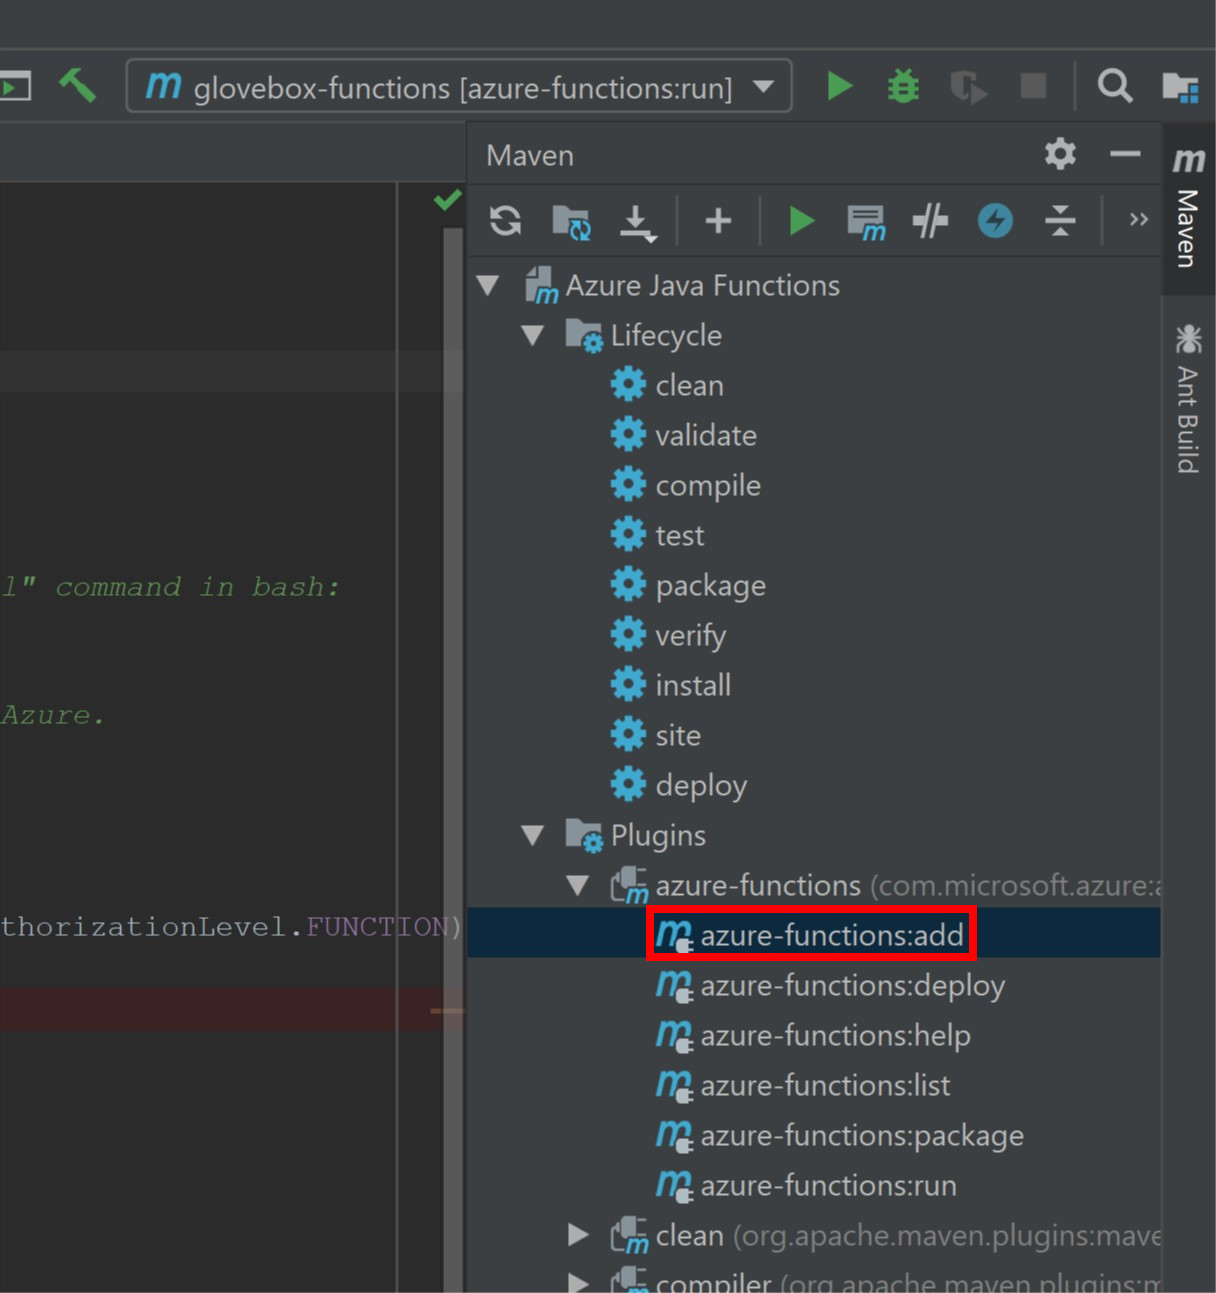 glovebox-functions [azure-functions:run]
Maven
Maven
Ant Build
Azure Java Functions
Lifecycle
clean
validate
compile
test
package
verify
install
site
deploy
Plugins
azure-functions (com.microsoft.azure:a
azure-functions:add
azure-functions:deploy
azure-functions:help
azure-functions:list
azure-functions:package
azure-functions:run
clean (org.apache.maven.plugins:mave
compiler (org.apache.maven.plugins:m
l" command in bash:
Azure.
thorizationLevel.FUNCTION)